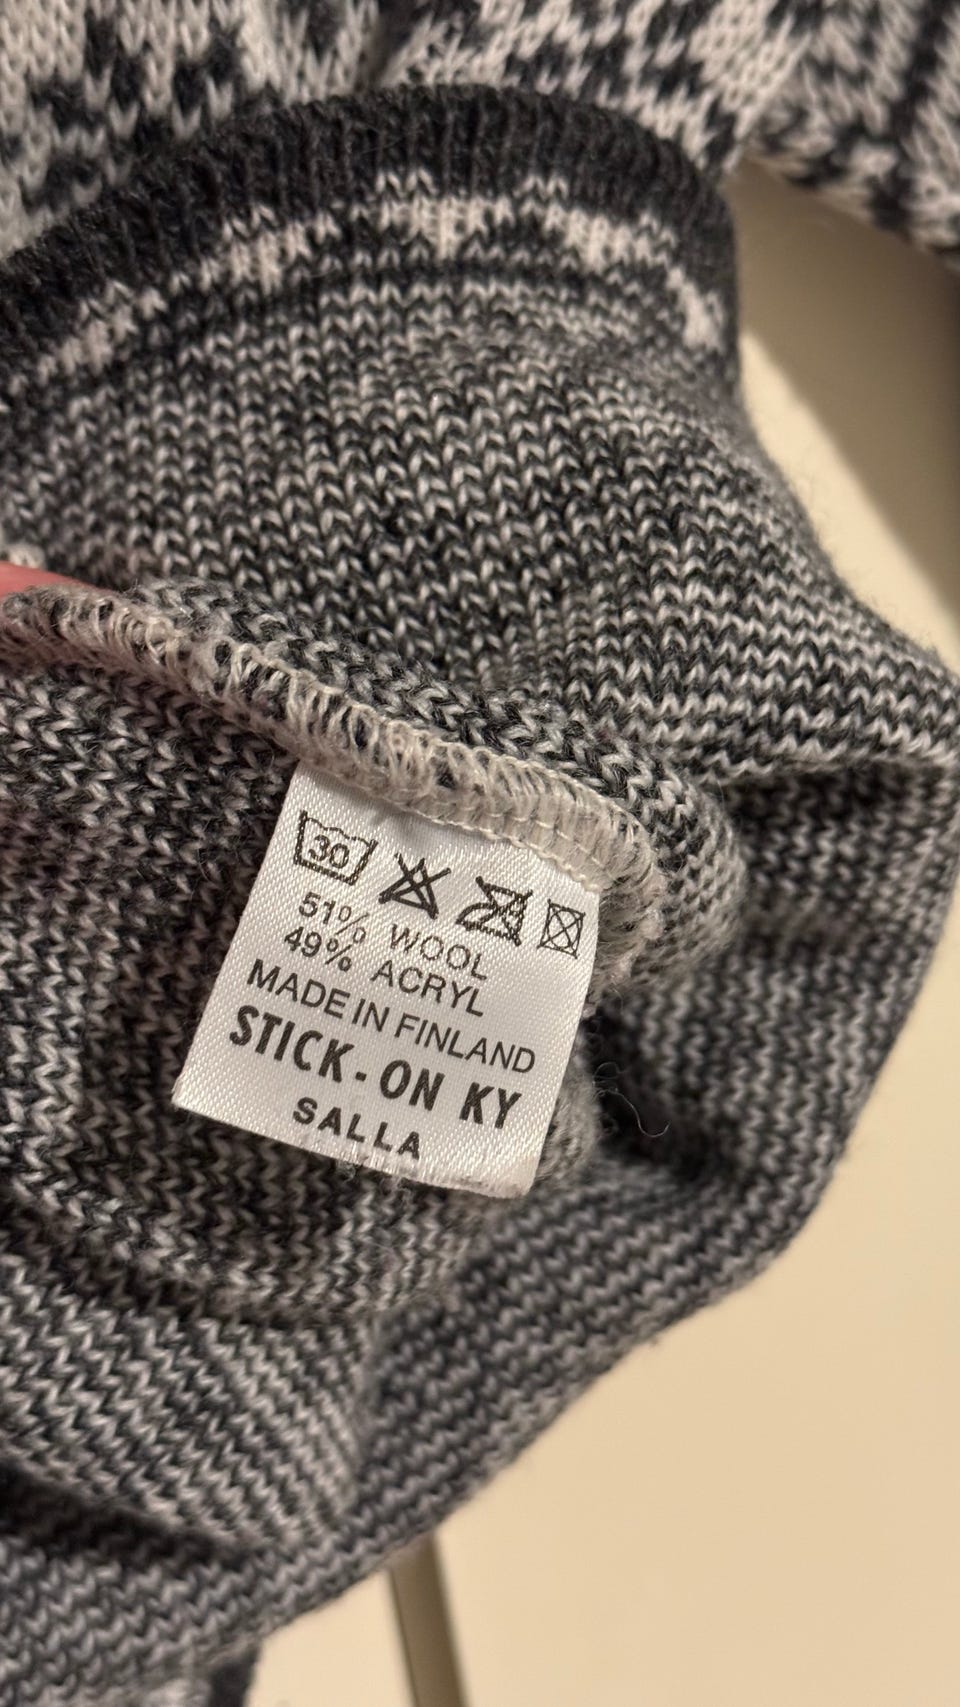 30
51% WOOL
49% ACRYL
MADE IN FINLAND
STICK-ON KY
SALLA